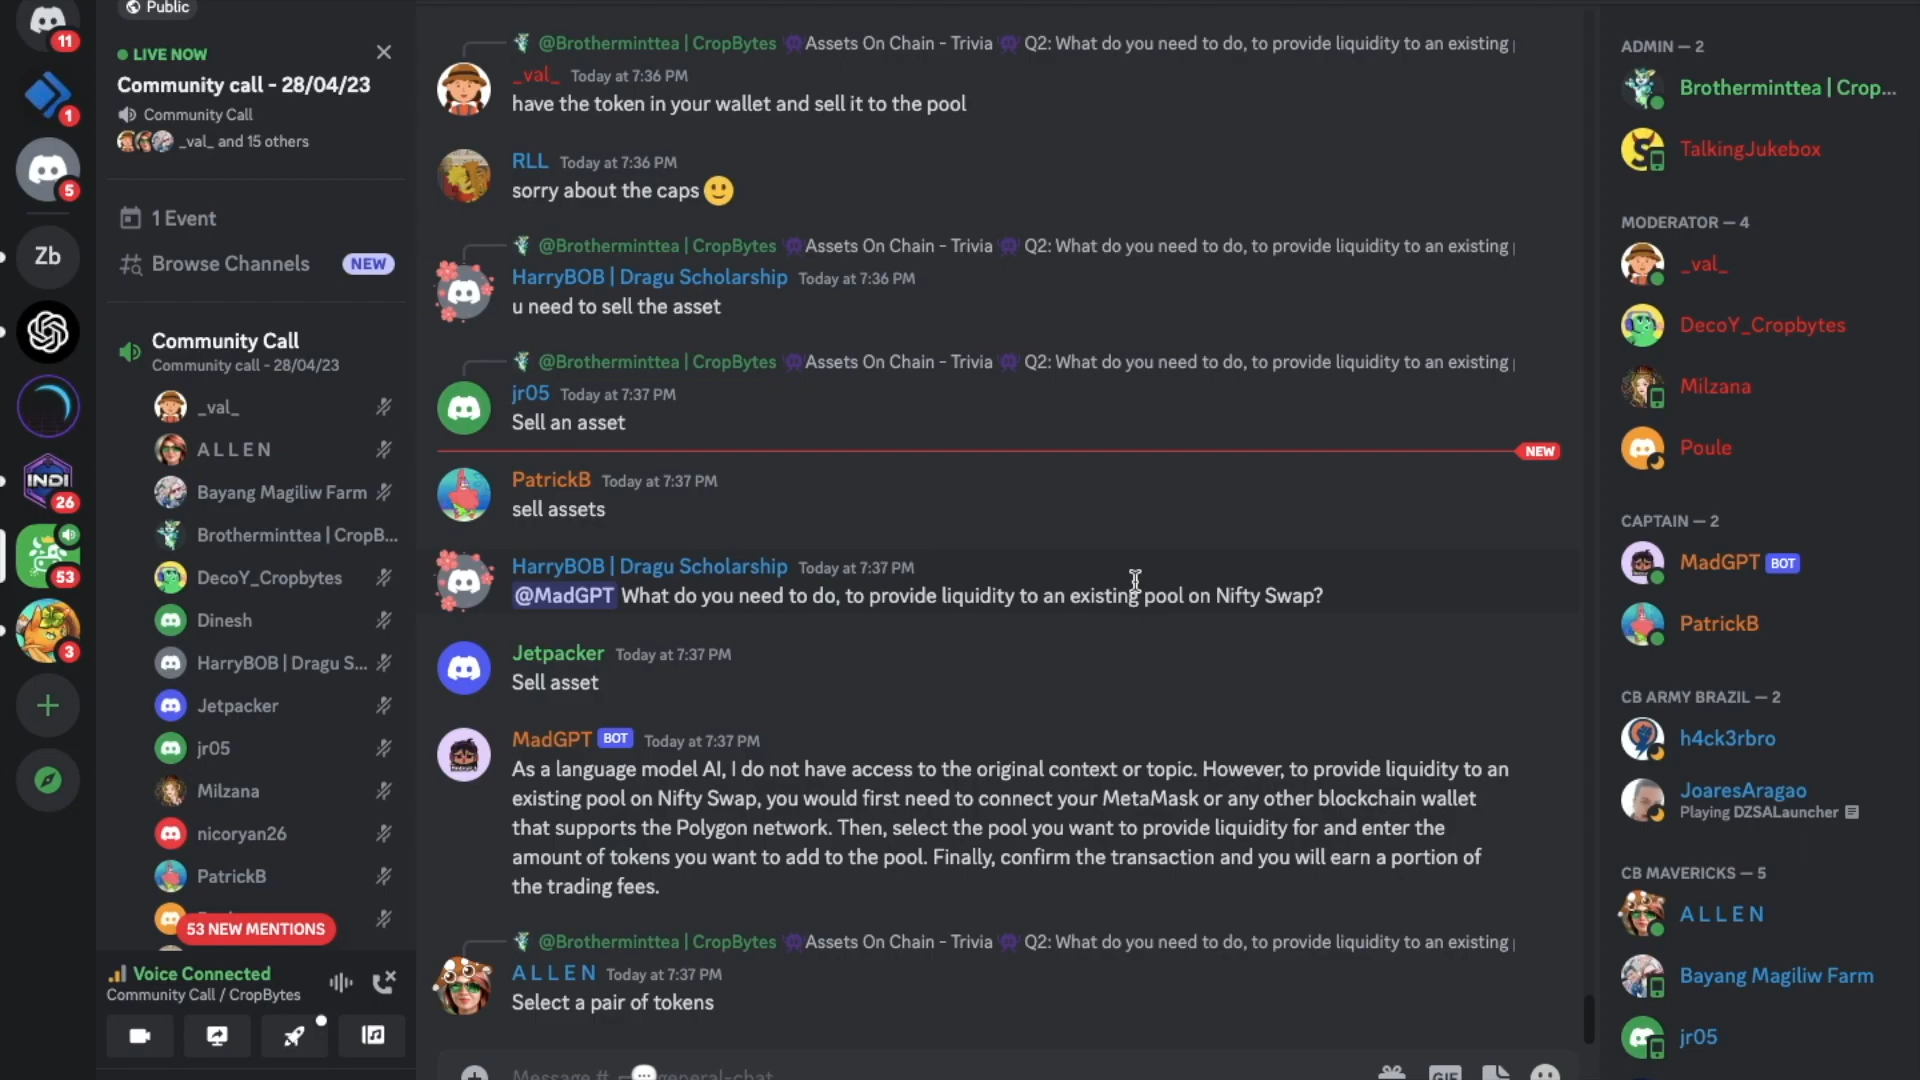 11
1
5
Zb
INDI
26
53
3
Public
LIVE NOW
Community call - 28/04/23
Community Call
_val_ and 15 others
1 Event
Browse Channels NEW
Community Call
Community call - 28/04/23
_val_
A L L E N
Bayang Magiliw Farm
Brotherminttea | CropB...
DecoY_Cropbytes
Dinesh
HarryBOB | Dragu S...
Jetpacker
jr05
Milzana
nicoryan26
PatrickB
53 NEW MENTIONS
Voice Connected
Community Call / CropBytes
@Brotherminttea | CropBytes Assets On Chain - Trivia Q2: What do you need to do, to provide liquidity to an existing
_val_ Today at 7:36 PM
have the token in your wallet and sell it to the pool
RLL Today at 7:36 PM
sorry about the caps
@Brotherminttea | CropBytes Assets On Chain - Trivia Q2: What do you need to do, to provide liquidity to an existing
HarryBOB | Dragu Scholarship Today at 7:36 PM
u need to sell the asset
@Brotherminttea | CropBytes Assets On Chain - Trivia Q2: What do you need to do, to provide liquidity to an existing
jr05 Today at 7:37 PM
Sell an asset
NEW
PatrickB Today at 7:37 PM
sell assets
HarryBOB | Dragu Scholarship Today at 7:37 PM
@MadGPT What do you need to do, to provide liquidity to an existing pool on Nifty Swap?
Jetpacker Today at 7:37 PM
Sell asset
MadGPT BOT Today at 7:37 PM
As a language model AI, I do not have access to the original context or topic. However, to provide liquidity to an
existing pool on Nifty Swap, you would first need to connect your MetaMask or any other blockchain wallet
that supports the Polygon network. Then, select the pool you want to provide liquidity for and enter the
amount of tokens you want to add to the pool. Finally, confirm the transaction and you will earn a portion of
the trading fees.
@Brotherminttea | CropBytes Assets On Chain - Trivia Q2: What do you need to do, to provide liquidity to an existing
A L L E N Today at 7:37 PM
Select a pair of tokens
Message # general-chat
GIF
ADMIN — 2
Brotherminttea | Crop...
TalkingJukebox
MODERATOR — 4
_val_
DecoY_Cropbytes
Milzana
Poule
CAPTAIN — 2
MadGPT BOT
PatrickB
CB ARMY BRAZIL — 2
h4ck3rbro
JoaresAragao
Playing DZSALauncher
CB MAVERICKS — 5
A L L E N
Bayang Magiliw Farm
jr05